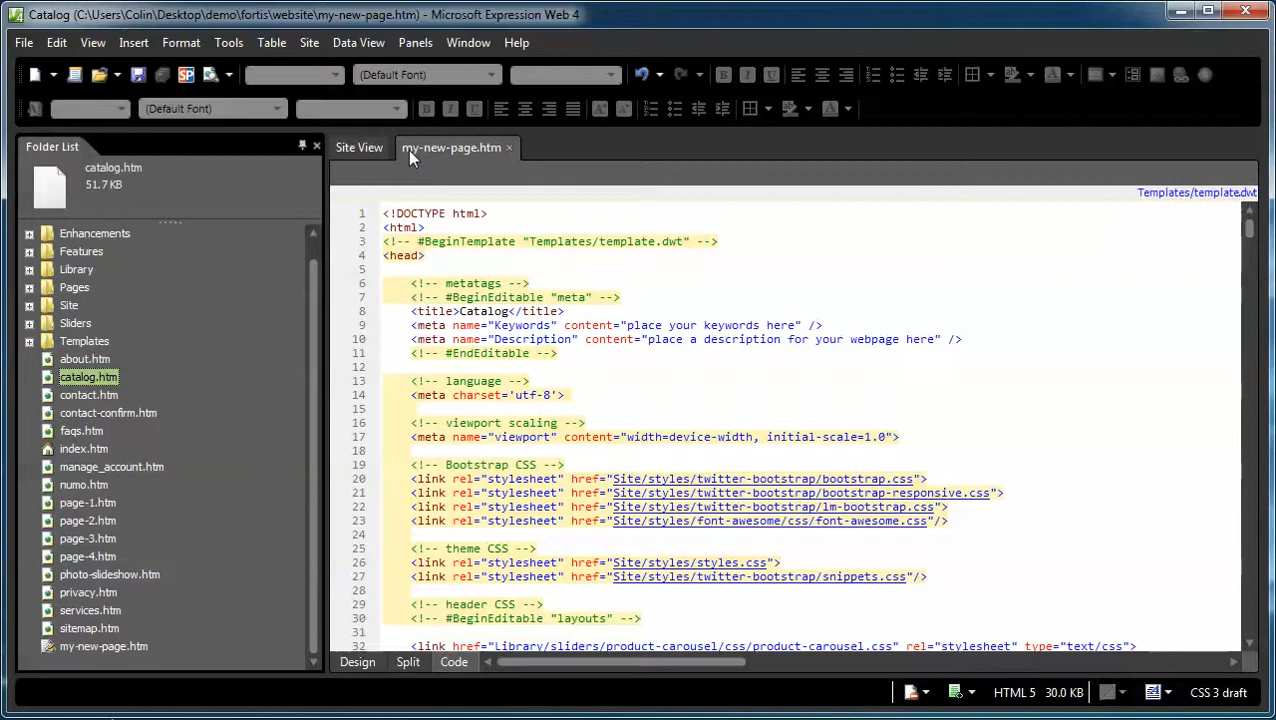 Catalog (C:\Users\Colin\Desktop\demo\fortis\website\my-new-page.htm) - Microsoft Expression Web 4
File Edit View Insert Format Tools Table Site Data View Panels Window Help
SP (Default Font) B I U A
A (Default Font) B I U A A A
Folder List
catalog.htm
51.7 KB
Enhancements
Features
Library
Pages
Site
Sliders
Templates
about.htm
catalog.htm
contact.htm
contact-confirm.htm
faqs.htm
index.htm
manage_account.htm
numo.htm
page-1.htm
page-2.htm
page-3.htm
page-4.htm
photo-slideshow.htm
privacy.htm
services.htm
sitemap.htm
my-new-page.htm
Site View my-new-page.htm ×
Templates/template.dwt
1 <!DOCTYPE html>
2 <html>
3 <!-- #BeginTemplate "Templates/template.dwt" -->
4 <head>
5
6 <!-- metatags -->
7 <!-- #BeginEditable "meta" -->
8 <title>Catalog</title>
9 <meta name="Keywords" content="place your keywords here" />
10 <meta name="Description" content="place a description for your webpage here" />
11 <!-- #EndEditable -->
12
13 <!-- language -->
14 <meta charset='utf-8'>
15
16 <!-- viewport scaling -->
17 <meta name="viewport" content="width=device-width, initial-scale=1.0">
18
19 <!-- Bootstrap CSS -->
20 <link rel="stylesheet" href="Site/styles/twitter-bootstrap/bootstrap.css">
21 <link rel="stylesheet" href="Site/styles/twitter-bootstrap/bootstrap-responsive.css">
22 <link rel="stylesheet" href="Site/styles/twitter-bootstrap/lm-bootstrap.css">
23 <link rel="stylesheet" href="Site/styles/font-awesome/css/font-awesome.css"/>
24
25 <!-- theme CSS -->
26 <link rel="stylesheet" href="Site/styles/styles.css">
27 <link rel="stylesheet" href="Site/styles/twitter-bootstrap/snippets.css"/>
28
29 <!-- header CSS -->
30 <!-- #BeginEditable "layouts" -->
31
32 <link href="Library/sliders/product-carousel/css/product-carousel.css" rel="stylesheet" type="text/css">
Design Split Code
HTML 5 30.0 KB CSS 3 draft